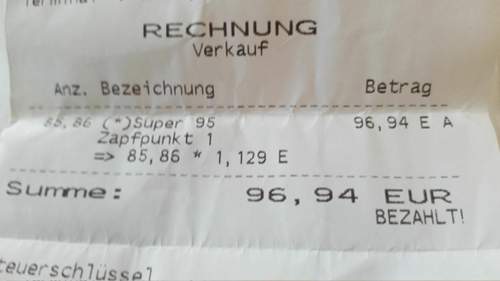 RECHNUNG
Verkauf
Anz. Bezeichnung Betrag
85,86 (*)Super 95 96,94 E A
Zapfpunkt 1
=> 85,86 * 1,129 E
Summe: 96,94 EUR
BEZAHLT!
teuerschlüssel